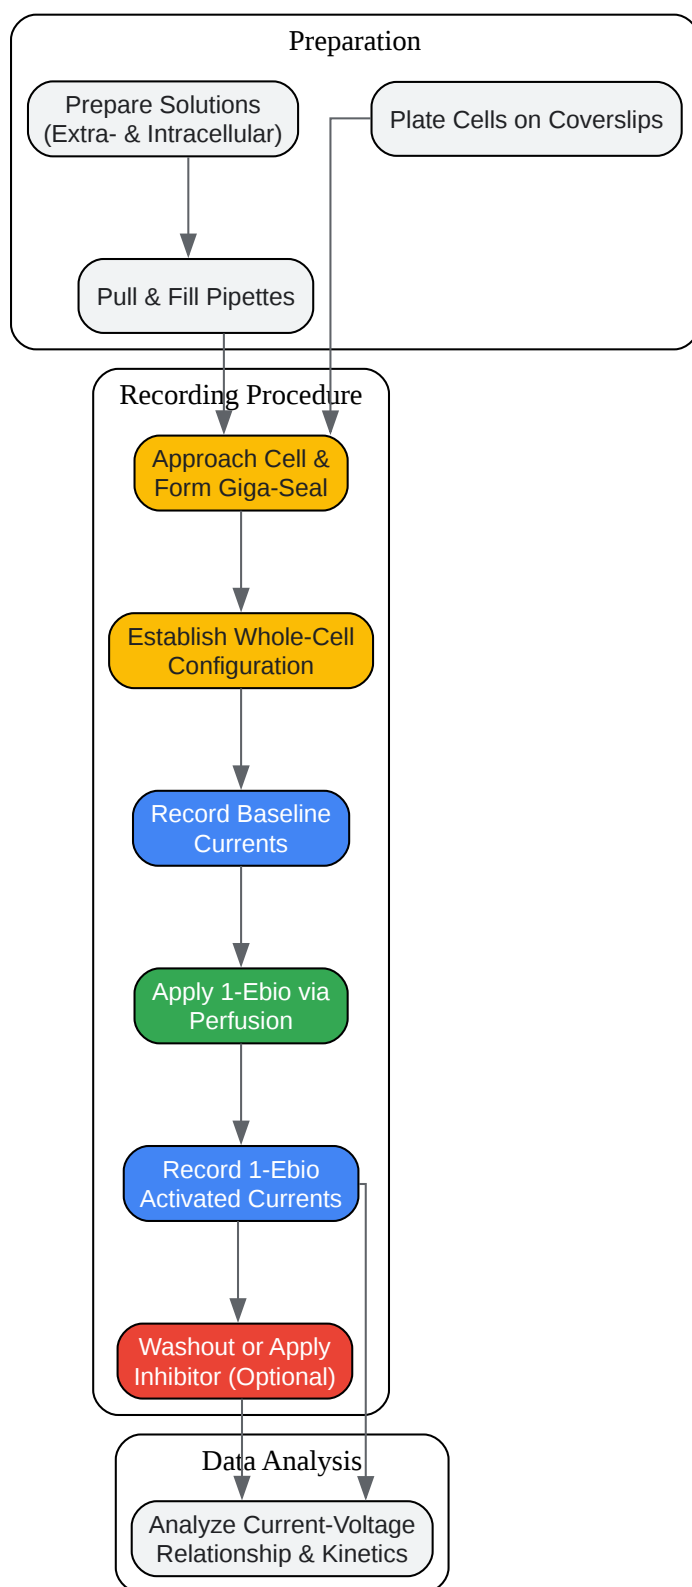 Preparation
Prepare Solutions
(Extra- & Intracellular)
Plate Cells on Coverslips
Pull & Fill Pipettes
Recording Procedure
Approach Cell &
Form Giga-Seal
Establish Whole-Cell
Configuration
Record Baseline
Currents
Apply 1-Ebio via
Perfusion
Record 1-Ebio
Activated Currents
Washout or Apply
Inhibitor (Optional)
Data Analysis
Analyze Current-Voltage
Relationship & Kinetics